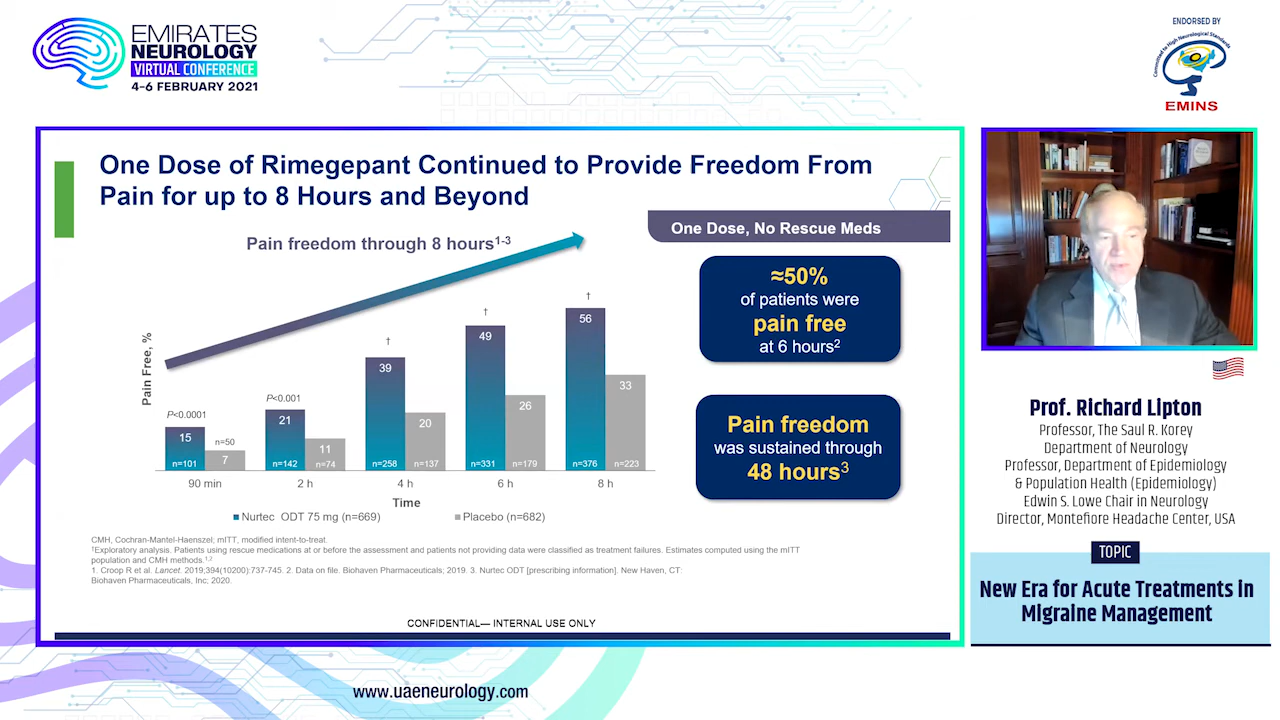 EMIRATES
NEUROLOGY
VIRTUAL CONFERENCE
4-6 FEBRUARY 2021
ENDORSED BY
Committed to High Neurological Standards
EMINS
One Dose of Rimegepant Continued to Provide Freedom From
Pain for up to 8 Hours and Beyond
One Dose, No Rescue Meds
Pain freedom through 8 hours1-3
Pain Free, %
P<0.0001
15
n=101
n=50
7
90 min
P<0.001
21
n=142
11
n=74
2 h
†
39
n=258
20
n=137
4 h
†
49
n=331
26
n=179
6 h
†
56
n=376
33
n=223
8 h
Time
Nurtec ODT 75 mg (n=669)
Placebo (n=682)
≈50%
of patients were
pain free
at 6 hours2
Pain freedom
was sustained through
48 hours3
CMH, Cochran-Mantel-Haenszel; mITT, modified intent-to-treat.
†Exploratory analysis. Patients using rescue medications at or before the assessment and patients not providing data were classified as treatment failures. Estimates computed using the mITT
population and CMH methods.1,2
1. Croop R et al. Lancet. 2019;394(10200):737-745. 2. Data on file. Biohaven Pharmaceuticals; 2019. 3. Nurtec ODT [prescribing information]. New Haven, CT:
Biohaven Pharmaceuticals, Inc; 2020.
CONFIDENTIAL— INTERNAL USE ONLY
Prof. Richard Lipton
Professor, The Saul R. Korey
Department of Neurology
Professor, Department of Epidemiology
& Population Health (Epidemiology)
Edwin S. Lowe Chair in Neurology
Director, Montefiore Headache Center, USA
TOPIC
New Era for Acute Treatments in
Migraine Management
www.uaeneurology.com